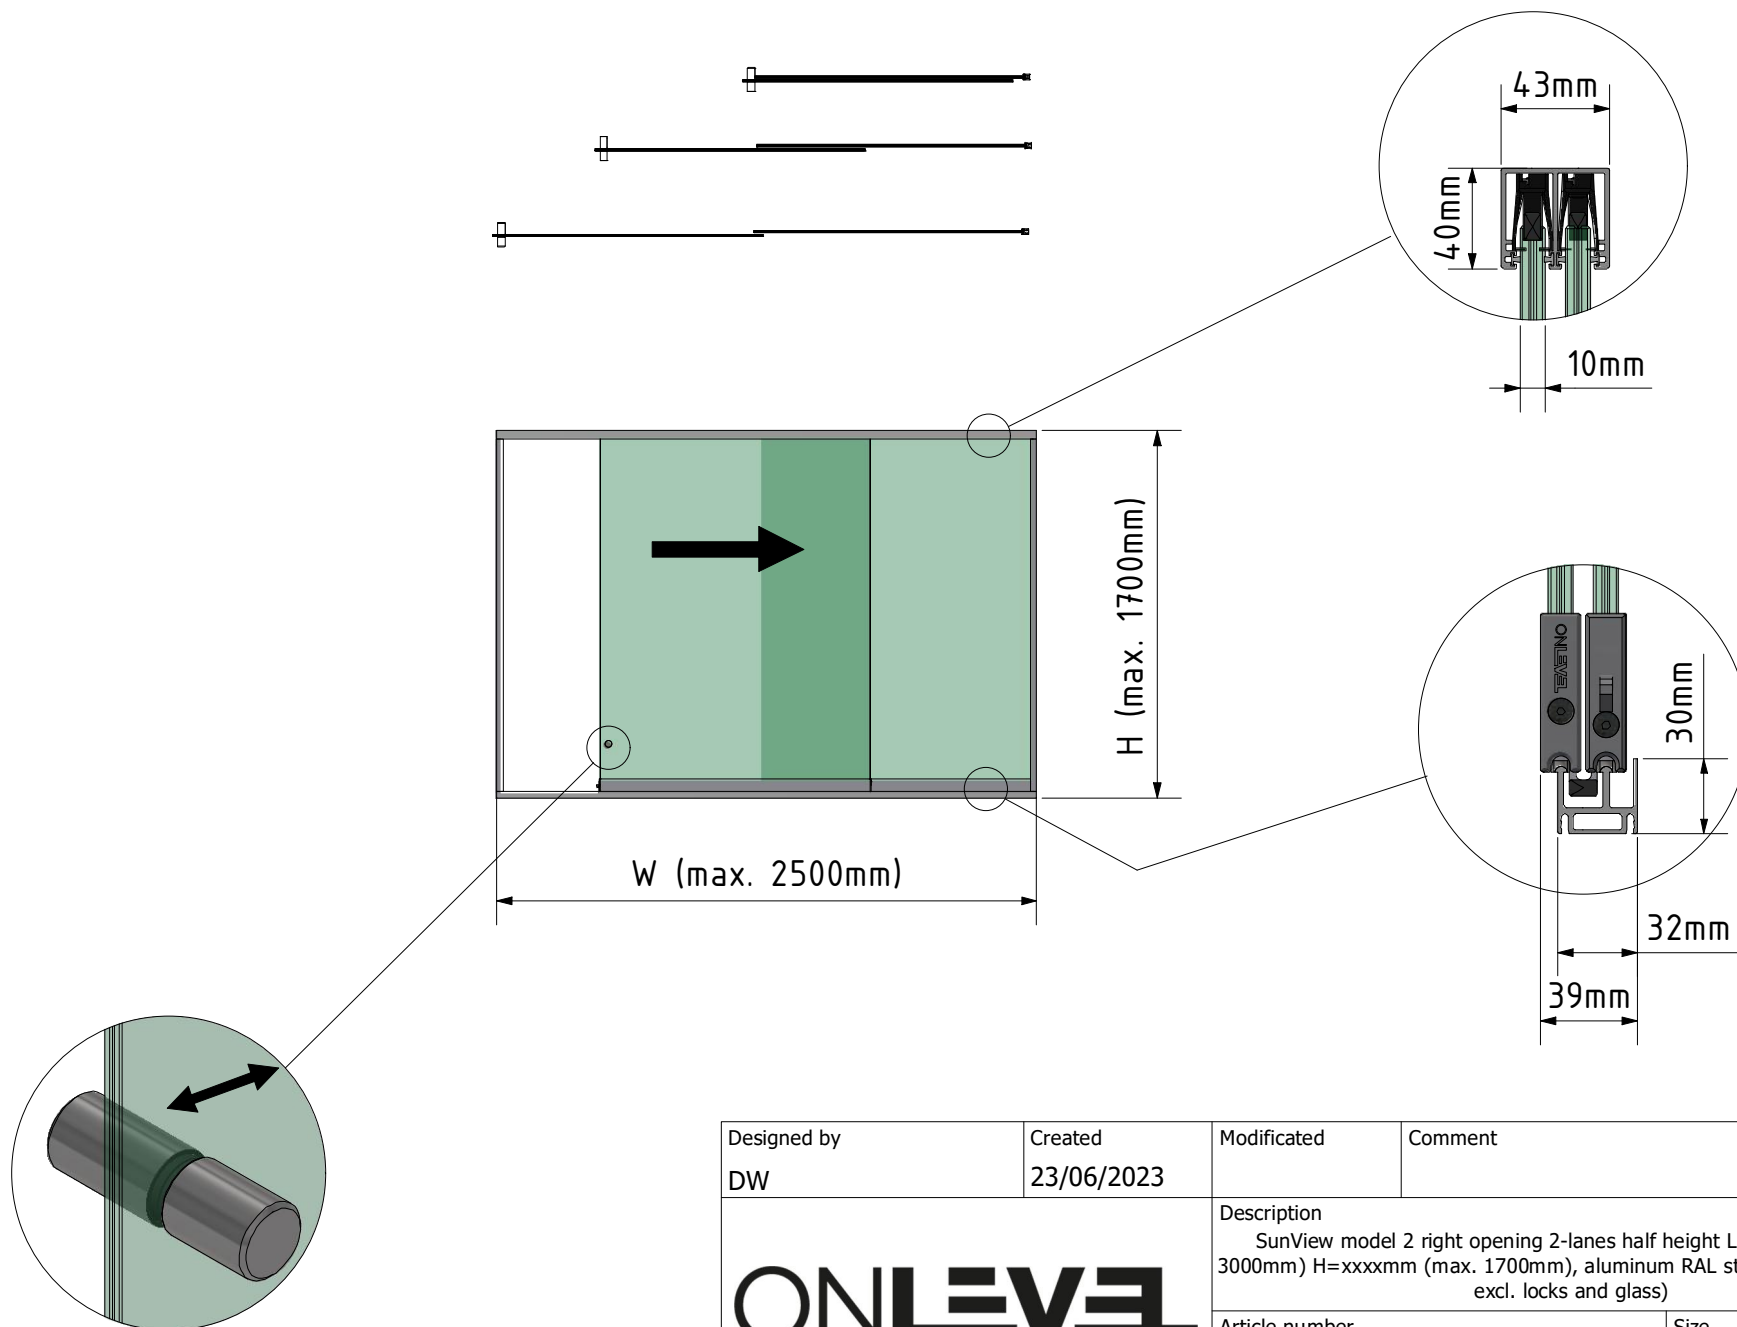 43mm
40mm
10mm
H (max. 1700mm)
W (max. 2500mm)
ONLEVEL
30mm
32mm
39mm
Designed by
DW
Created
23/06/2023
Modificated
Comment
ONLEVEL
Description
SunView model 2 right opening 2-lanes half height L
3000mm) H=xxxxmm (max. 1700mm), aluminum RAL st
excl. locks and glass)
Article number
Size